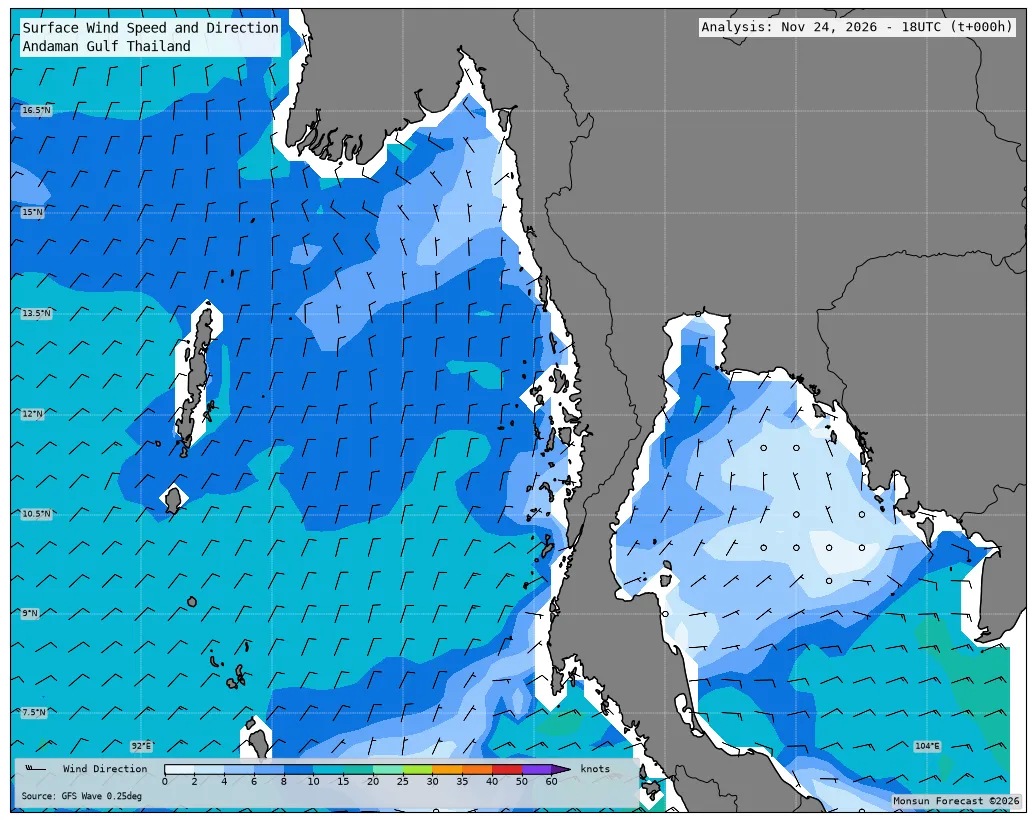 Surface Wind Speed and Direction
Andaman Gulf Thailand
Analysis: Nov 24, 2026 - 18UTC (t+000h)
16.5°N
15°N
13.5°N
12°N
10.5°N
9°N
7.5°N
92°E
104°E
Wind Direction
0 2 4 6 8 10 15 20 25 30 35 40 50 60 knots
Source: GFS Wave 0.25deg
Monsun Forecast ©2026